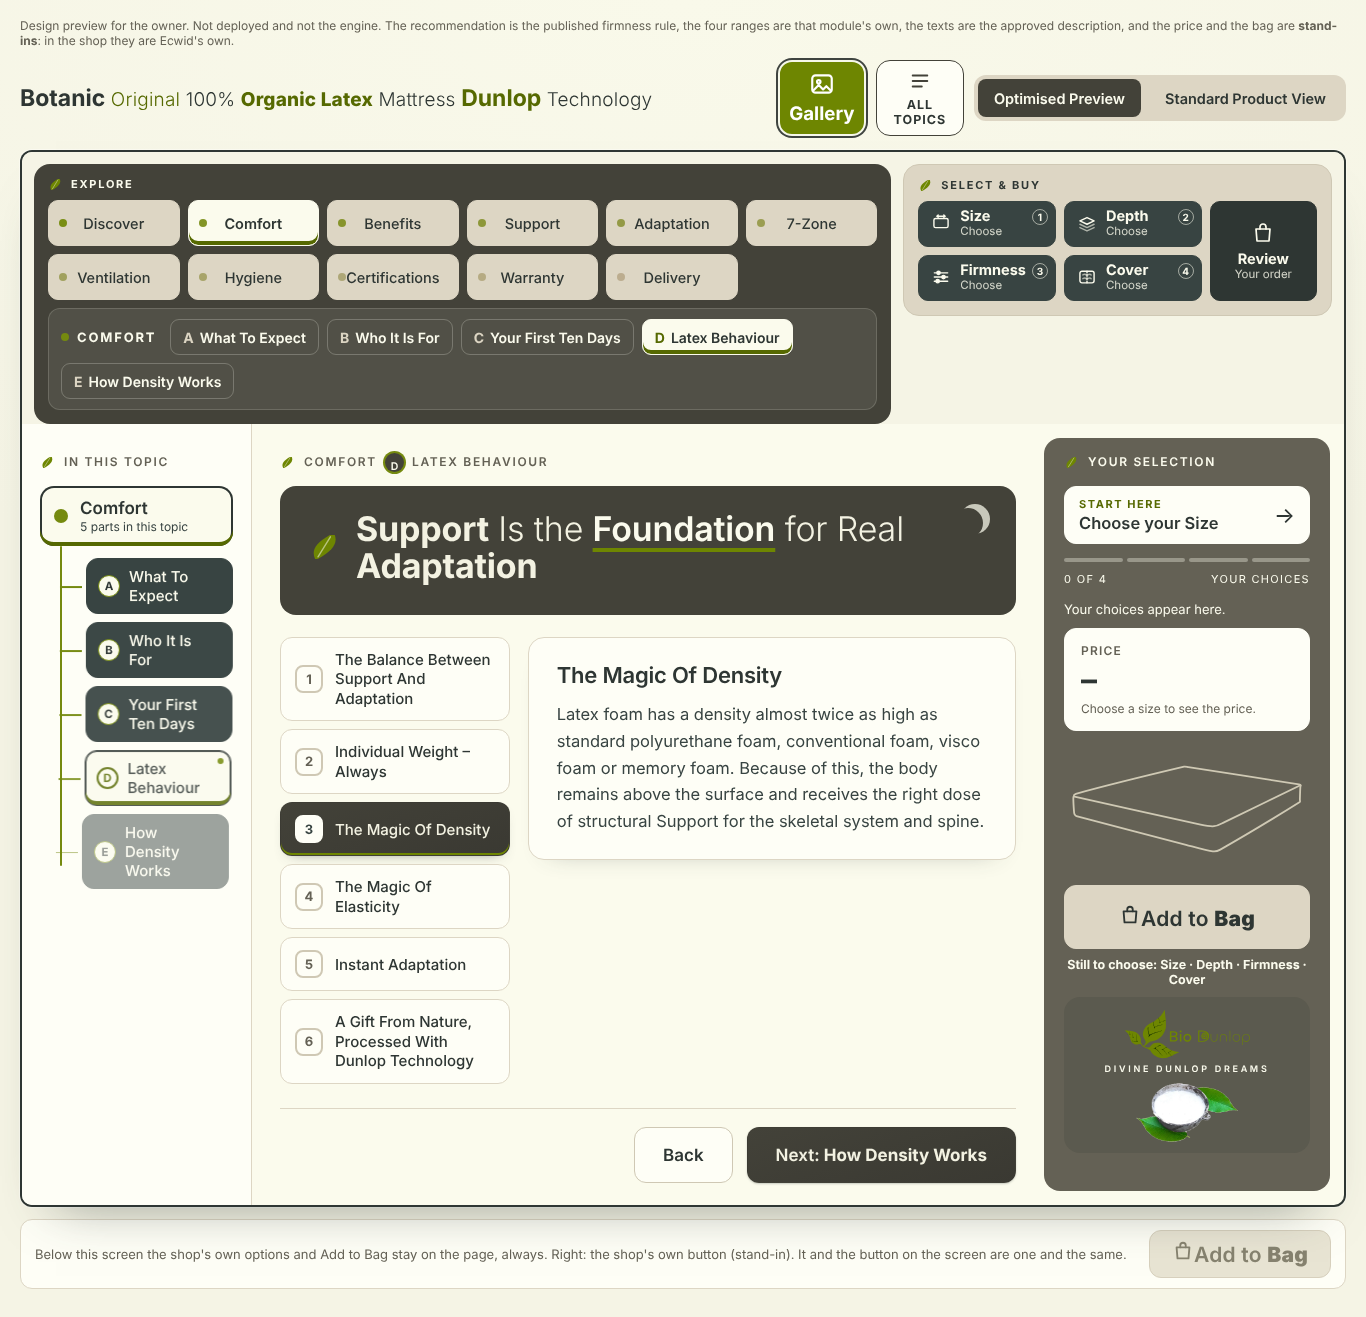 Design preview for the owner. Not deployed and not the engine. The recommendation is the published firmness rule, the four ranges are that module's own, the texts are the approved description, and the price and the bag are stand-
ins: in the shop they are Ecwid's own.
Botanic Original 100% Organic Latex Mattress Dunlop Technology
Gallery
ALL
TOPICS
Optimised Preview
Standard Product View
EXPLORE
Discover
Comfort
Benefits
Support
Adaptation
7-Zone
Ventilation
Hygiene
Certifications
Warranty
Delivery
COMFORT
A What To Expect
B Who It Is For
C Your First Ten Days
D Latex Behaviour
E How Density Works
SELECT & BUY
Size
Choose
1
Depth
Choose
2
Firmness
Choose
3
Cover
Choose
4
Review
Your order
IN THIS TOPIC
Comfort
5 parts in this topic
A
What To
Expect
B
Who It Is
For
C
Your First
Ten Days
D
Latex
Behaviour
E
How
Density
Works
COMFORT D LATEX BEHAVIOUR
Support Is the Foundation for Real
Adaptation
1
The Balance Between
Support And
Adaptation
2
Individual Weight –
Always
3
The Magic Of Density
4
The Magic Of
Elasticity
5
Instant Adaptation
6
A Gift From Nature,
Processed With
Dunlop Technology
The Magic Of Density
Latex foam has a density almost twice as high as
standard polyurethane foam, conventional foam, visco
foam or memory foam. Because of this, the body
remains above the surface and receives the right dose
of structural Support for the skeletal system and spine.
Back
Next: How Density Works
YOUR SELECTION
START HERE
Choose your Size
0 OF 4
YOUR CHOICES
Your choices appear here.
PRICE
–
Choose a size to see the price.
Add to Bag
Still to choose: Size · Depth · Firmness ·
Cover
Bio Dunlop
DIVINE DUNLOP DREAMS
Below this screen the shop's own options and Add to Bag stay on the page, always. Right: the shop's own button (stand-in). It and the button on the screen are one and the same.
Add to Bag